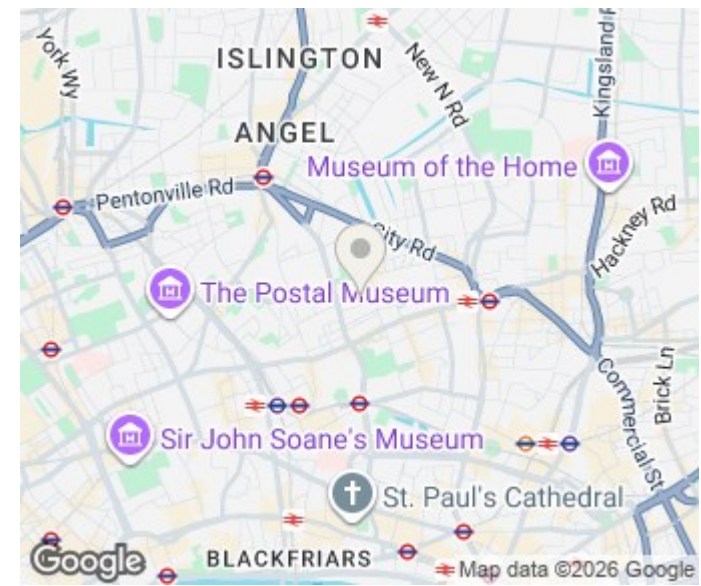 York Wy
ISLINGTON
New N Rd
Kingsland R
ANGEL
Museum of the Home
Pentonville Rd
Hackney Rd
City Rd
The Postal Museum
Commercial St
Brick Ln
Sir John Soane's Museum
St. Paul's Cathedral
BLACKFRIARS
Google
Map data ©2026 Google